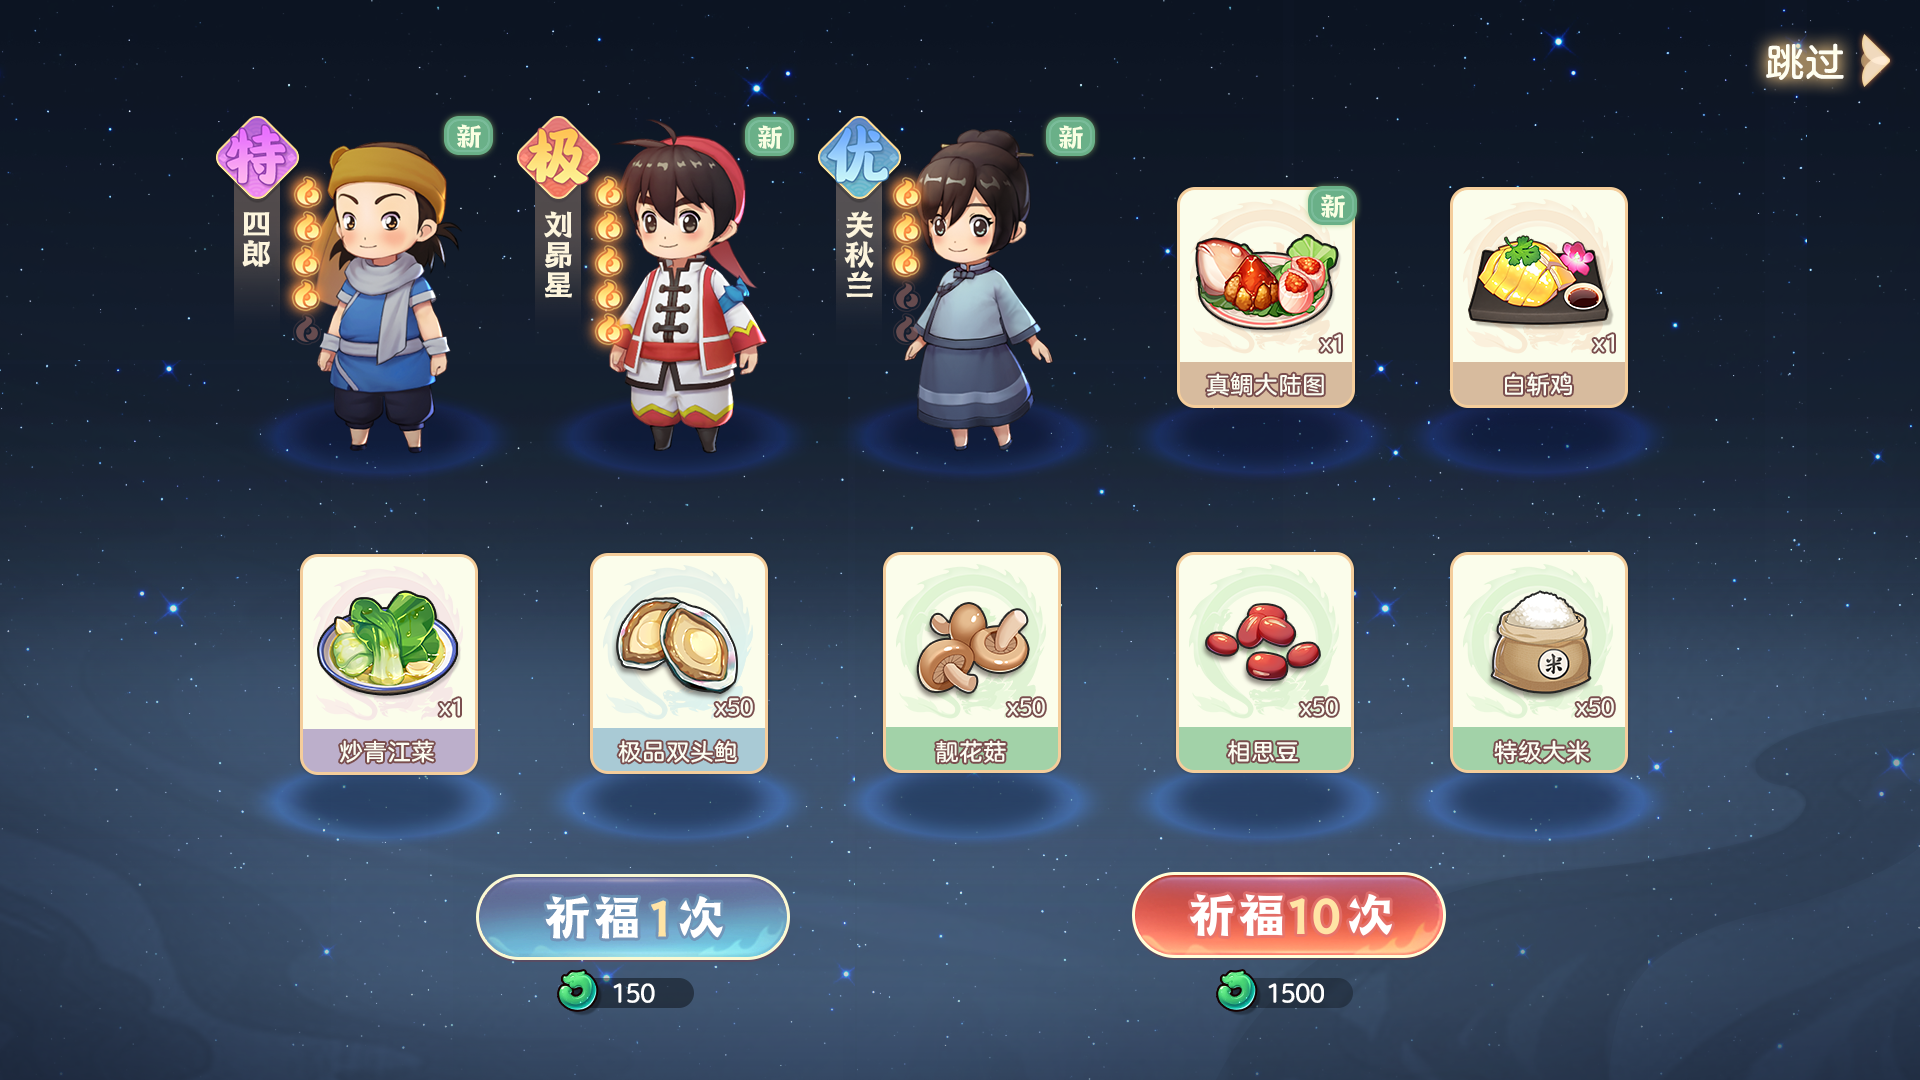 跳过
特
四郎
新
极
刘昴星
新
优
关秋兰
新
新
x1
真鲷大陆图
x1
白斩鸡
x1
炒青江菜
x50
极品双头鲍
x50
靓花菇
x50
相思豆
米
x50
特级大米
祈福1次
150
祈福10次
1500